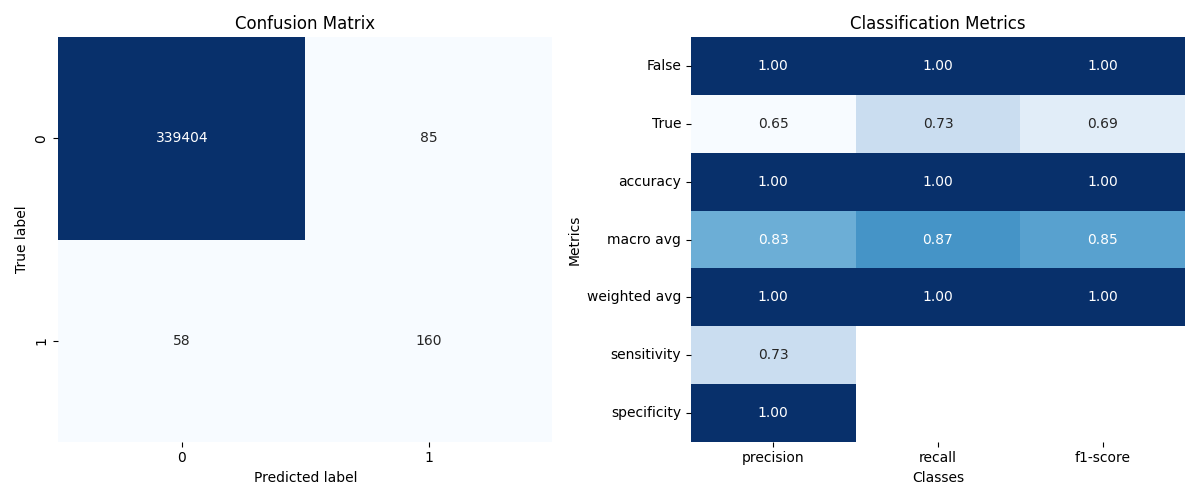 Confusion Matrix
339404 85
58 160
0
1
True label
0 1
Predicted label
Classification Metrics
False 1.00 1.00 1.00
True 0.65 0.73 0.69
accuracy 1.00 1.00 1.00
macro avg 0.83 0.87 0.85
weighted avg 1.00 1.00 1.00
sensitivity 0.73
specificity 1.00
Metrics
precision recall f1-score
Classes